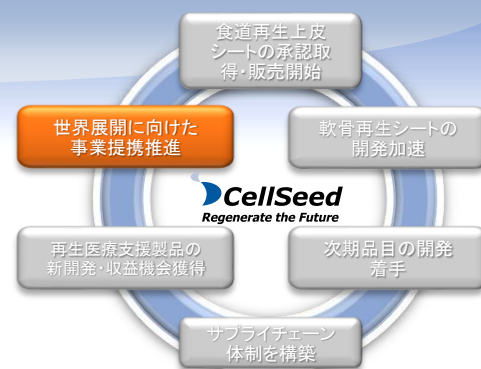 食道再生上皮
シートの承認取
得・販売開始
世界展開に向けた
事業提携推進
軟骨再生シートの
開発加速
CellSeed
Regenerate the Future
再生医療支援製品の
新開発・収益機会獲得
次期品目の開発
着手
サプライチェーン
体制を構築